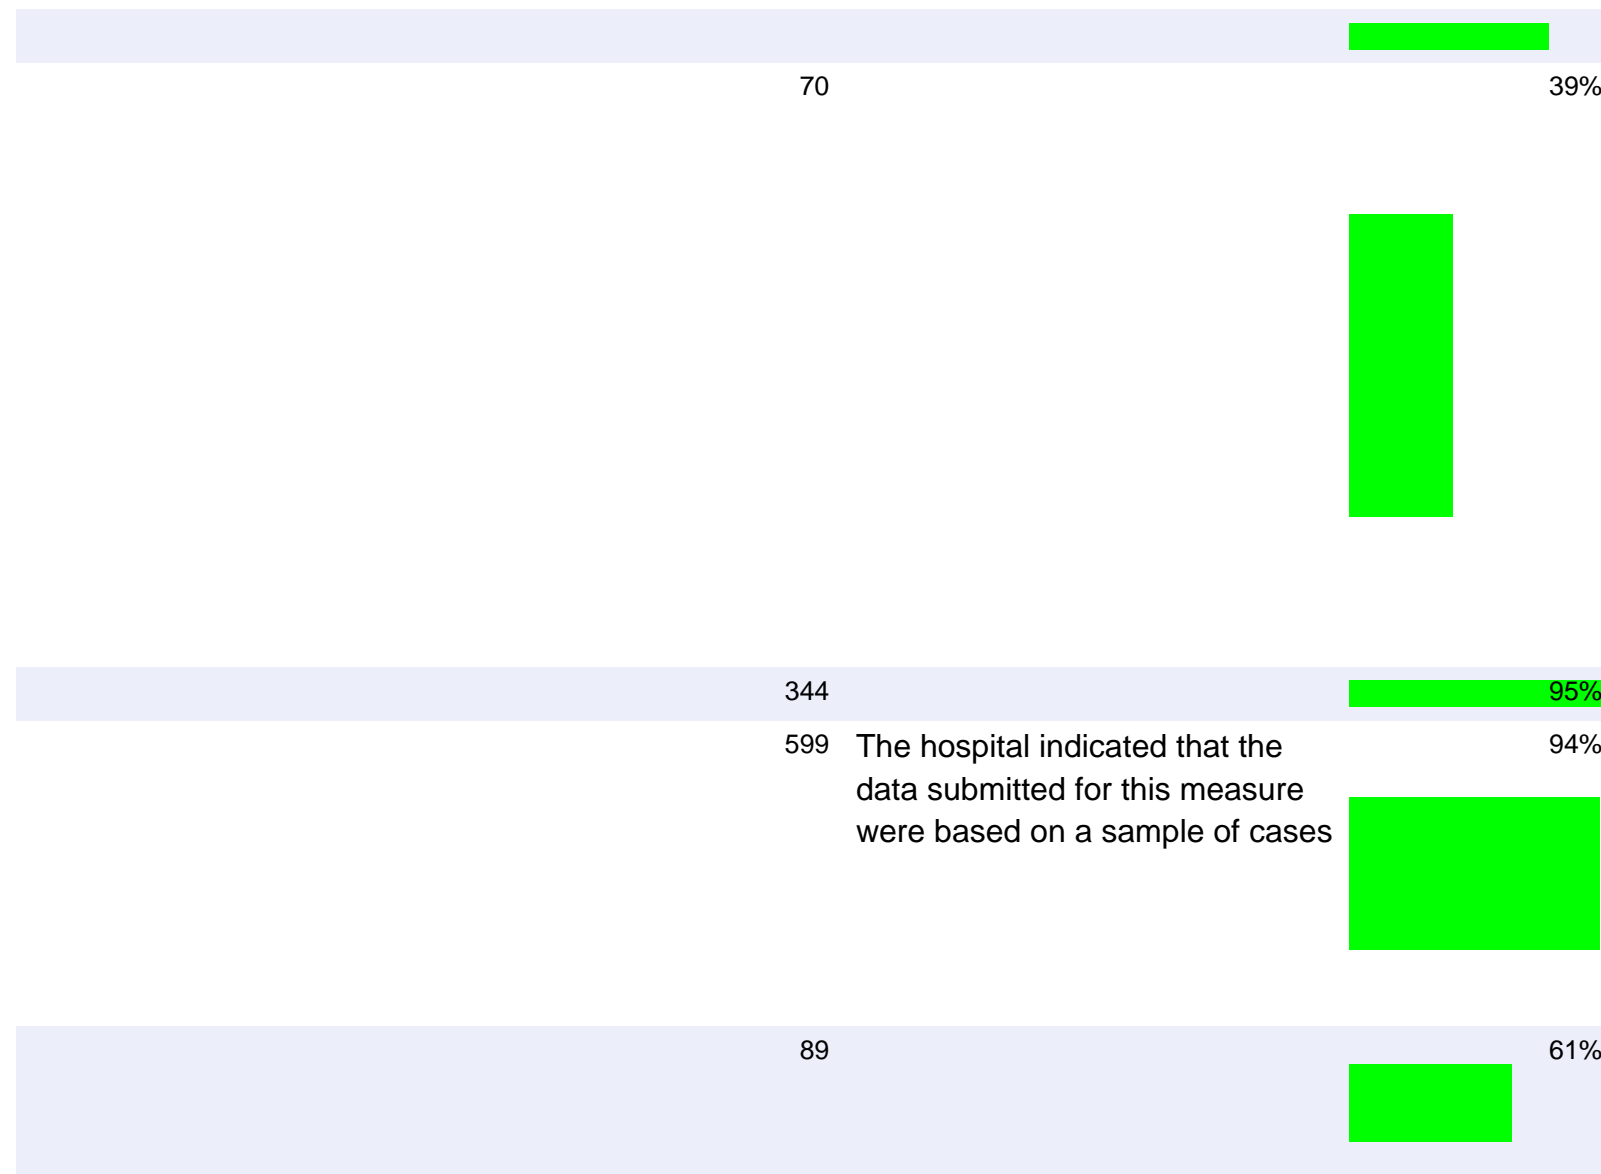 70 39%
344 95%
599 The hospital indicated that the 94%
data submitted for this measure
were based on a sample of cases
89 61%